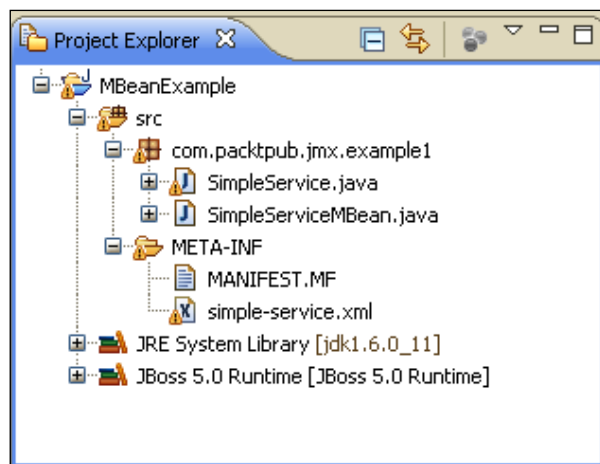 Project Explorer
MBeanExample
src
com.packtpub.jmx.example1
SimpleService.java
SimpleServiceMBean.java
META-INF
MANIFEST.MF
simple-service.xml
JRE System Library [jdk1.6.0_11]
JBoss 5.0 Runtime [JBoss 5.0 Runtime]